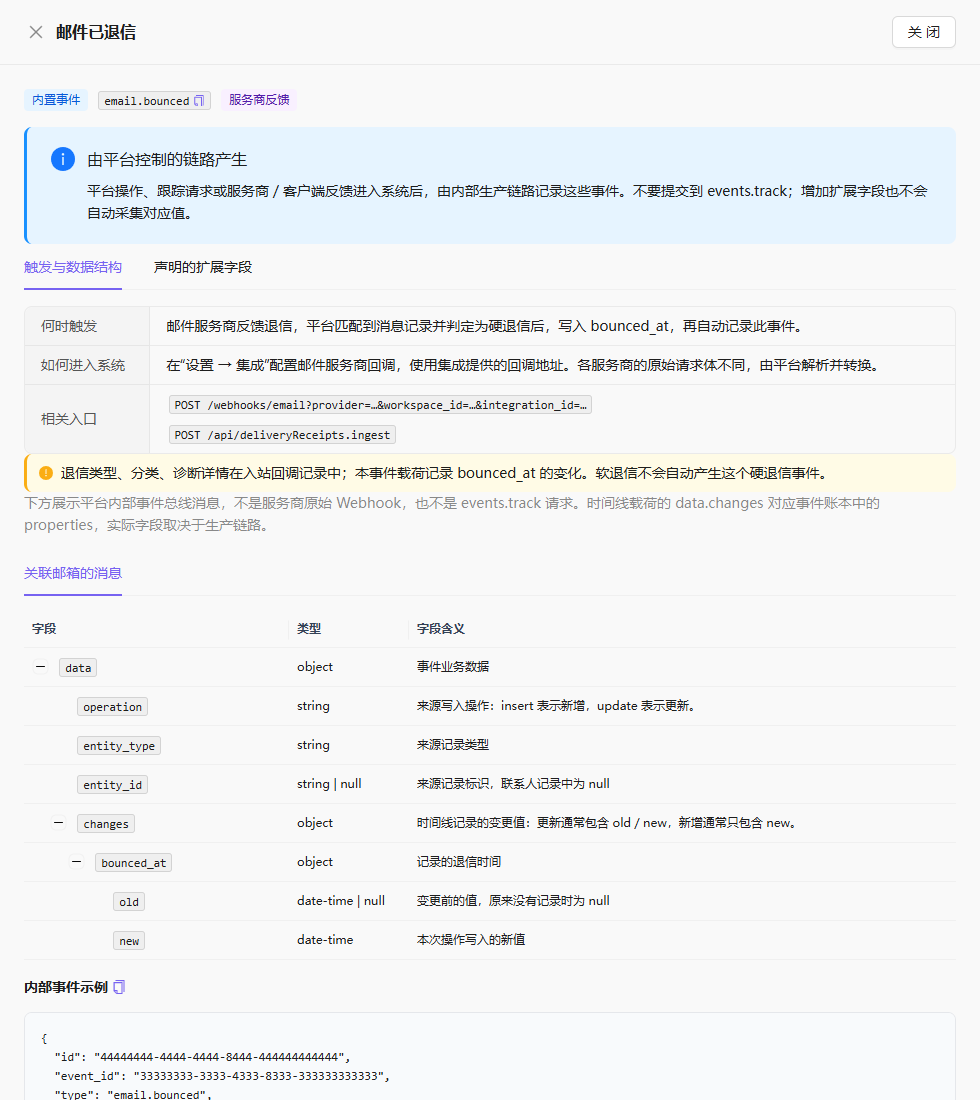 邮件已退信
关 闭
内置事件 email.bounced 服务商反馈
由平台控制的链路产生
平台操作、跟踪请求或服务商 / 客户端反馈进入系统后，由内部生产链路记录这些事件。不要提交到 events.track；增加扩展字段也不会
自动采集对应值。
触发与数据结构 声明的扩展字段
何时触发 邮件服务商反馈退信，平台匹配到消息记录并判定为硬退信后，写入 bounced_at，再自动记录此事件。
如何进入系统 在“设置 → 集成”配置邮件服务商回调，使用集成提供的回调地址。各服务商的原始请求体不同，由平台解析并转换。
相关入口
POST /webhooks/email?provider=…&workspace_id=…&integration_id=…
POST /api/deliveryReceipts.ingest
退信类型、分类、诊断详情在入站回调记录中；本事件载荷记录 bounced_at 的变化。软退信不会自动产生这个硬退信事件。
下方展示平台内部事件总线消息，不是服务商原始 Webhook，也不是 events.track 请求。时间线载荷的 data.changes 对应事件账本中的
properties，实际字段取决于生产链路。
关联邮箱的消息
字段 类型 字段含义
data object 事件业务数据
operation string 来源写入操作：insert 表示新增，update 表示更新。
entity_type string 来源记录类型
entity_id string | null 来源记录标识，联系人记录中为 null
changes object 时间线记录的变更值：更新通常包含 old / new，新增通常只包含 new。
bounced_at object 记录的退信时间
old date-time | null 变更前的值，原来没有记录时为 null
new date-time 本次操作写入的新值
内部事件示例
{
"id": "44444444-4444-4444-8444-444444444444",
"event_id": "33333333-3333-4333-8333-333333333333",
"type": "email.bounced",